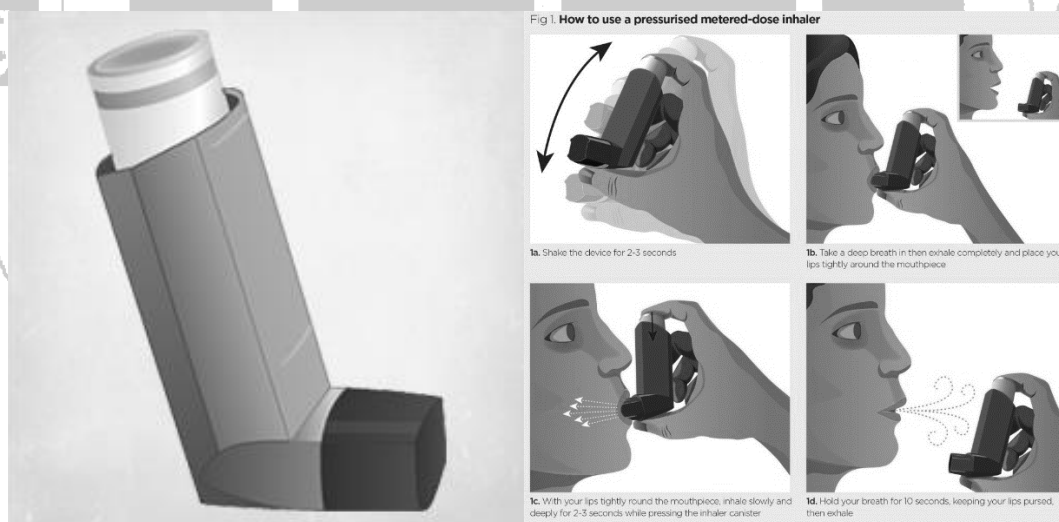 Fig 1. How to use a pressurised metered-dose inhaler
1a. Shake the device for 2-3 seconds
1b. Take a deep breath in then exhale completely and place
lips tightly around the mouthpiece
1c. With your lips tightly round the mouthpiece, inhale slowly and
deeply for 2-3 seconds while pressing the inhaler canister
1d. Hold your breath for 10 seconds, keeping your lips pursed,
then exhale